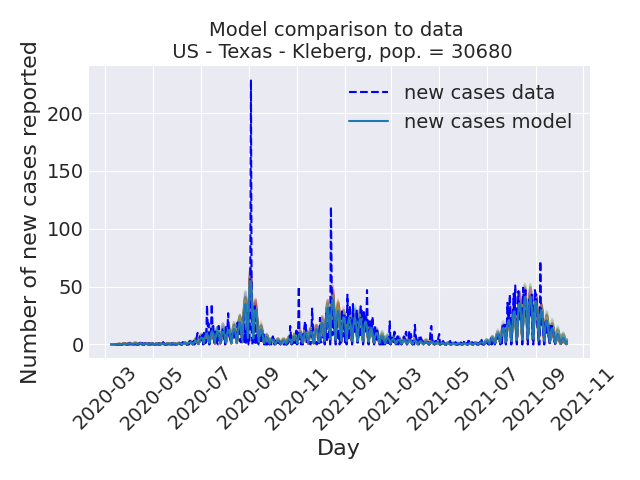 Model comparison to data
US - Texas - Kleberg, pop. = 30680
new cases data
new cases model
Number of new cases reported
200
150
100
50
0
2020-03
2020-05
2020-07
2020-09
2020-11
2021-01
2021-03
2021-05
2021-07
2021-09
2021-11
Day